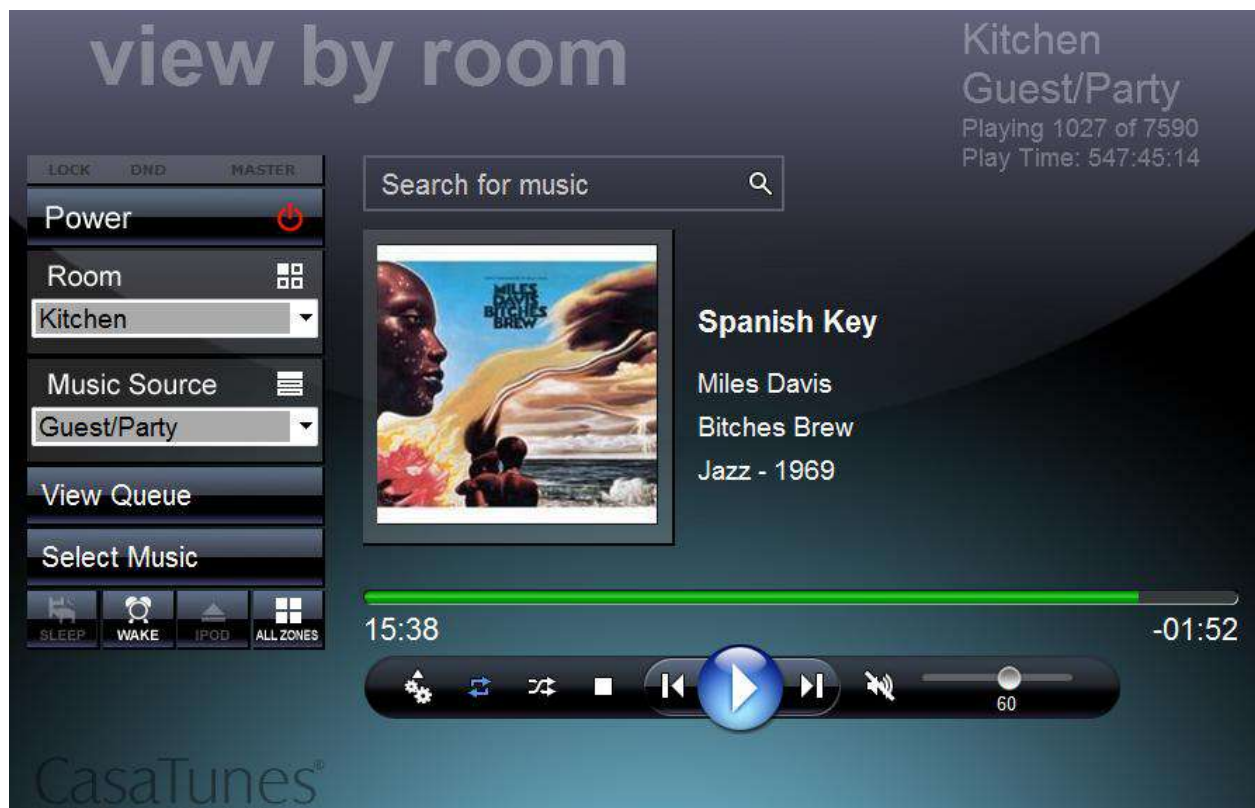 view by room
Kitchen
Guest/Party
Playing 1027 of 7590
Play Time: 547:45:14
LOCK DND MASTER
Power
Search for music
Room
Kitchen
Music Source
Guest/Party
View Queue
Select Music
SLEEP WAKE IPOD ALL ZONES
MILES
DAVIS
BITCHES
BREW
Spanish Key
Miles Davis
Bitches Brew
Jazz - 1969
15:38
-01:52
60
CasaTunes®